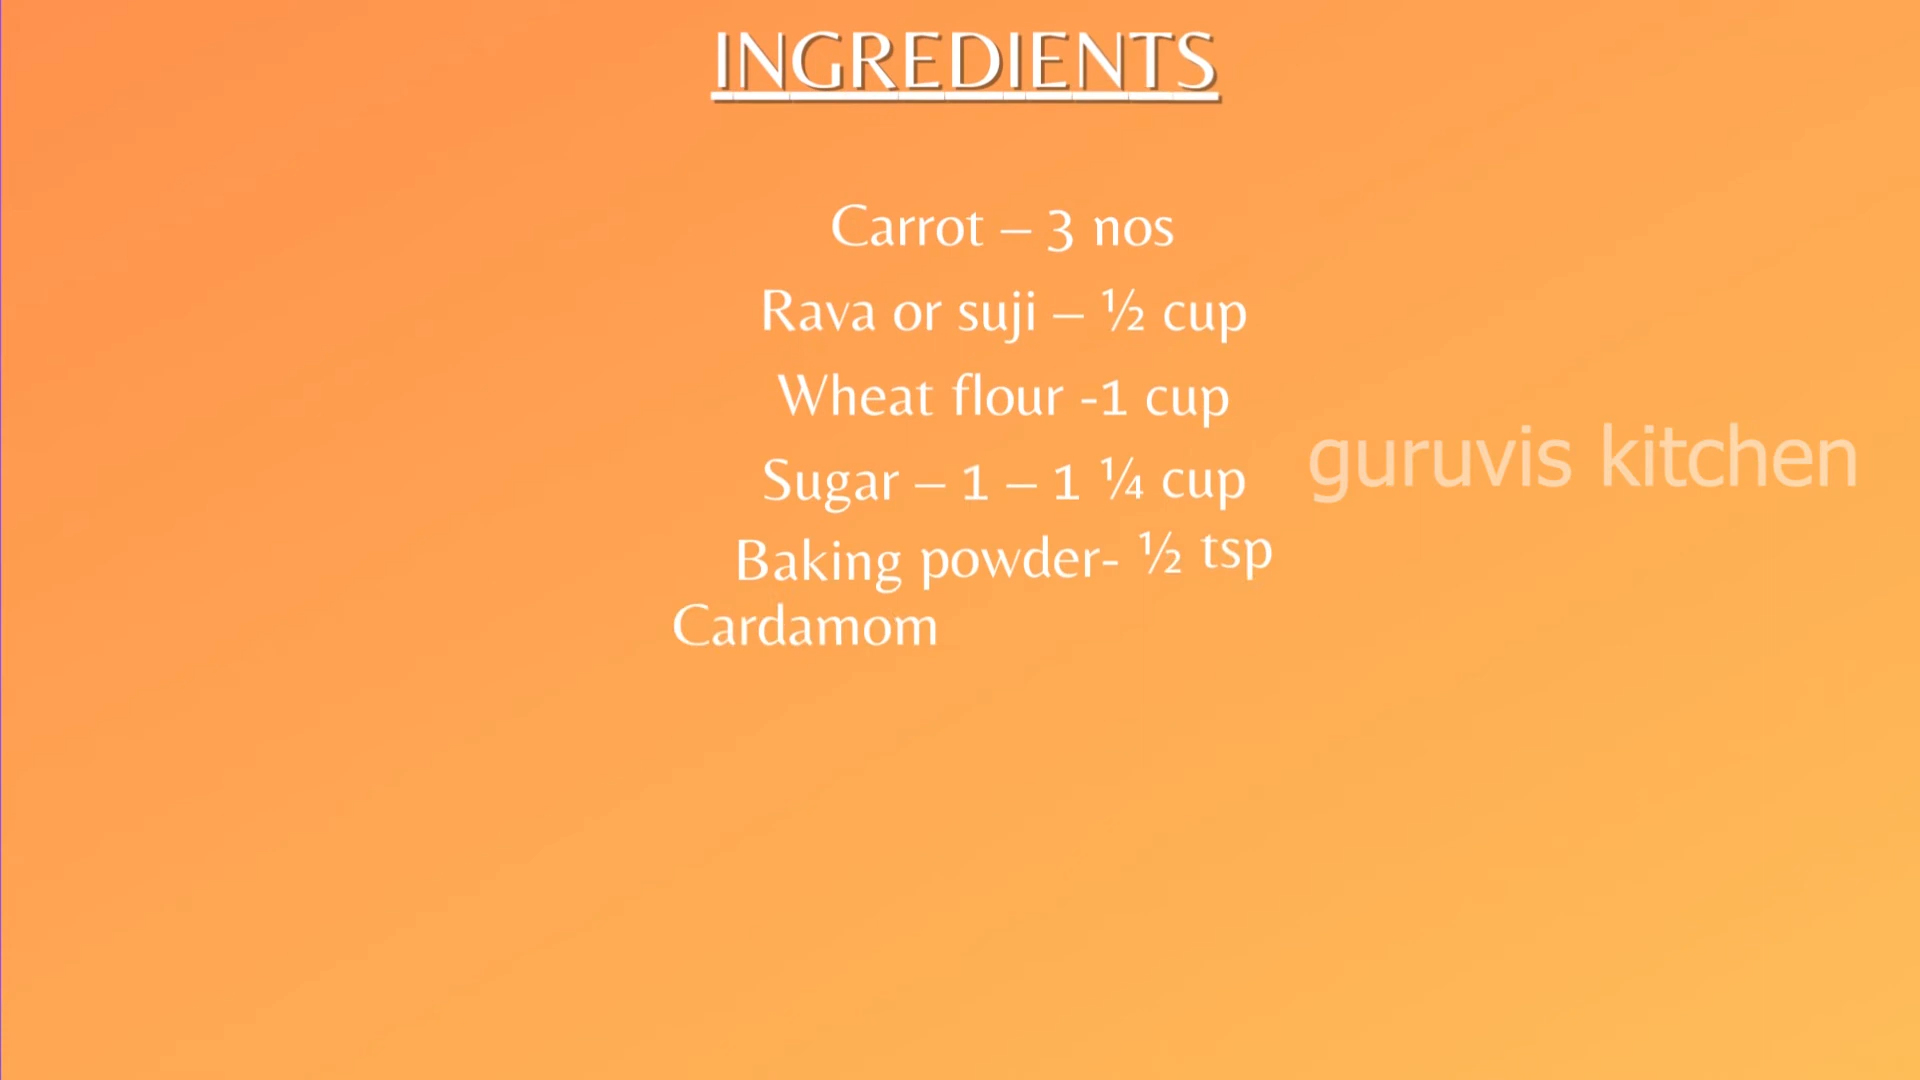 INGREDIENTS
Carrot – 3 nos
Rava or suji – ½ cup
Wheat flour -1 cup
Sugar – 1 – 1 ¼ cup
guruvis kitchen
Baking powder- ½ tsp
Cardamom